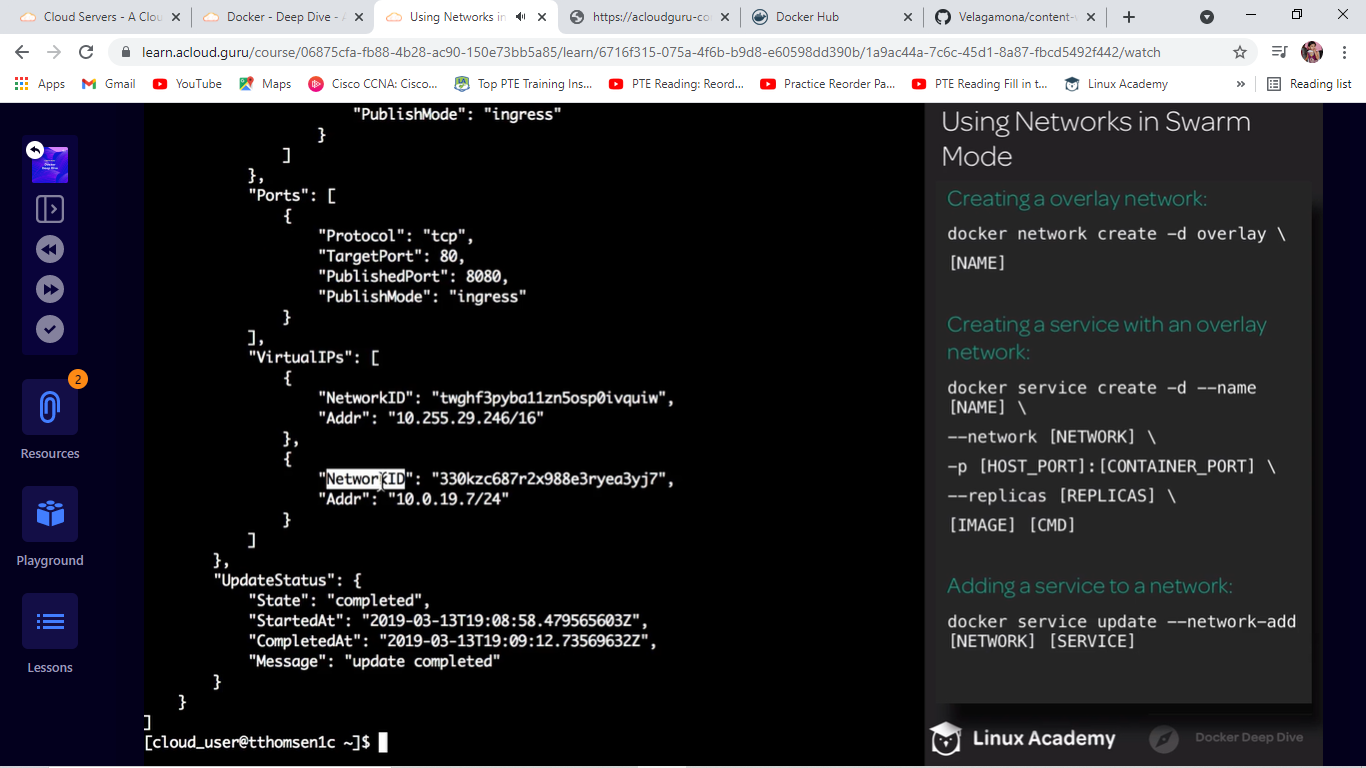 Cloud Servers - A Clou
Docker - Deep Dive - A
Using Networks in
https://acloudguru-co
Docker Hub
Velagamona/content-
learn.acloud.guru/course/06875cfa-fb88-4b28-ac90-150e73bb5a85/learn/6716f315-075a-4f6b-b9d8-e60598dd390b/1a9ac44a-7c6c-45d1-8a87-fbcd5492f442/watch
Apps
Gmail
YouTube
Maps
Cisco CCNA: Cisco...
Top PTE Training Ins...
PTE Reading: Reord...
Practice Reorder Pa...
PTE Reading Fill in t...
Linux Academy
»
Reading list
2
Resources
Playground
Lessons
"PublishMode": "ingress"
}
]
},
"Ports": [
{
"Protocol": "tcp",
"TargetPort": 80,
"PublishedPort": 8080,
"PublishMode": "ingress"
}
],
"VirtualIPs": [
{
"NetworkID": "twghf3pyba11zn5osp0ivquiw",
"Addr": "10.255.29.246/16"
},
{
"NetworkID": "330kzc687r2x988e3ryea3yj7",
"Addr": "10.0.19.7/24"
}
]
},
"UpdateStatus": {
"State": "completed",
"StartedAt": "2019-03-13T19:08:58.479565603Z",
"CompletedAt": "2019-03-13T19:09:12.73569632Z",
"Message": "update completed"
}
}
]
[cloud_user@tthomsen1c ~]$
Using Networks in Swarm
Mode
Creating a overlay network:
docker network create -d overlay \
[NAME]
Creating a service with an overlay
network:
docker service create -d --name
[NAME] \
--network [NETWORK] \
-p [HOST_PORT]:[CONTAINER_PORT] \
--replicas [REPLICAS] \
[IMAGE] [CMD]
Adding a service to a network:
docker service update --network-add
[NETWORK] [SERVICE]
Linux Academy
Docker Deep Dive